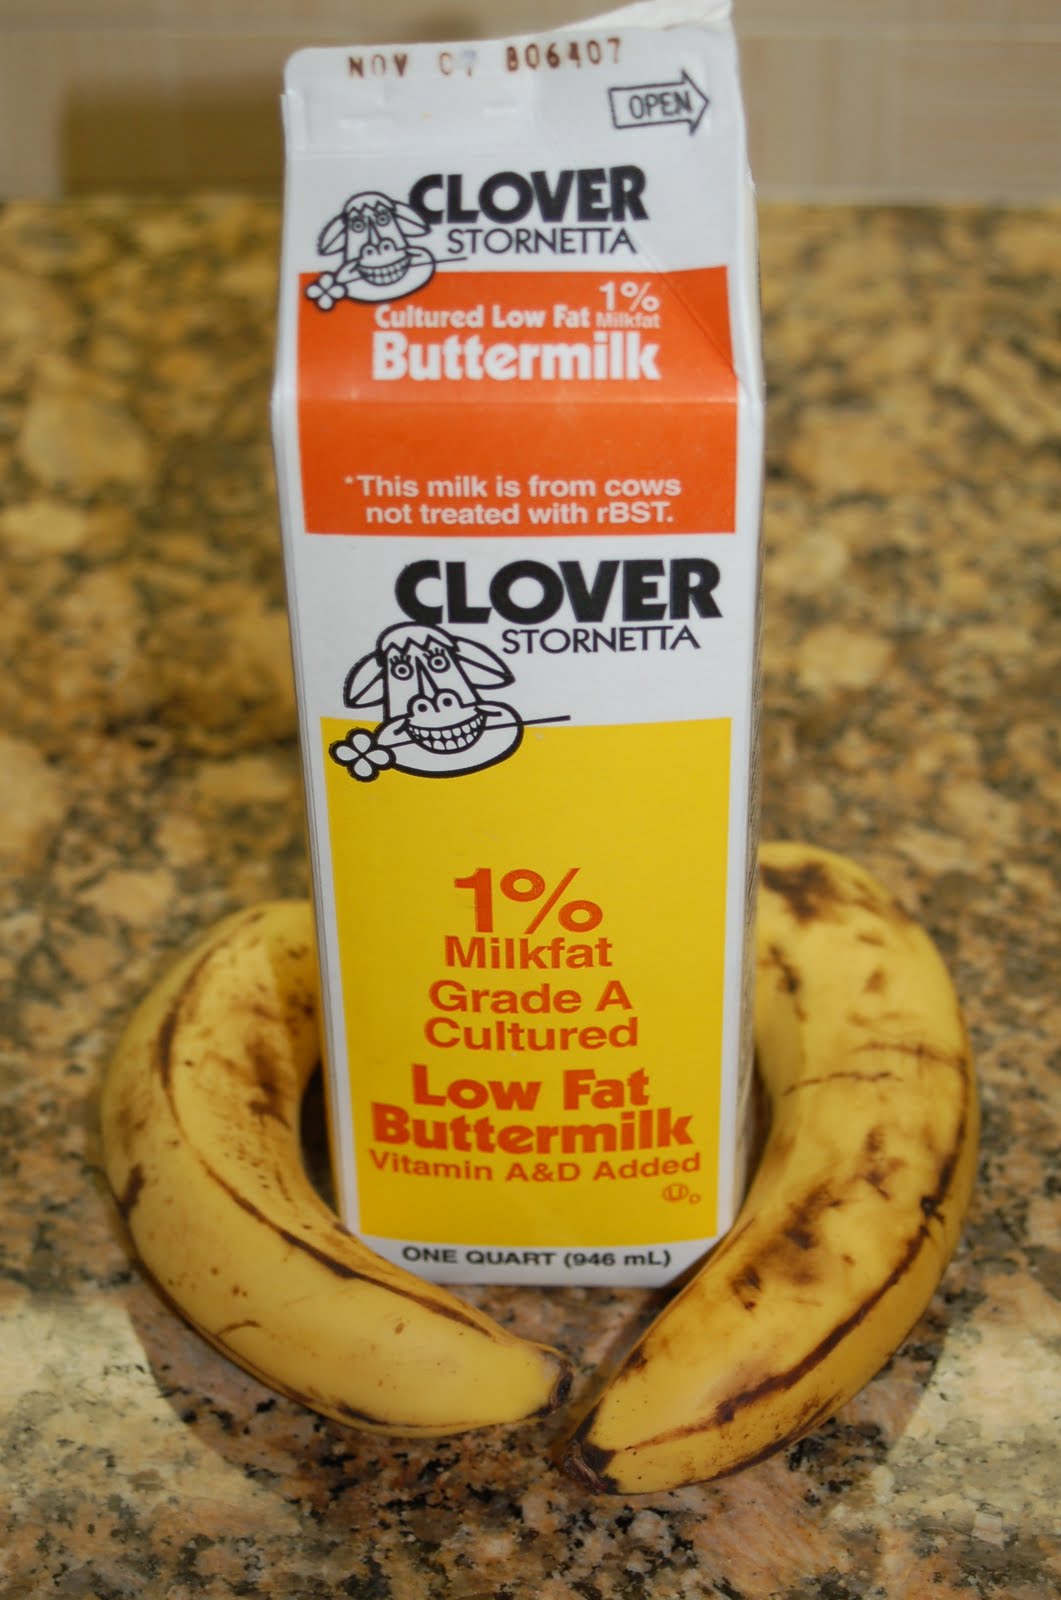 NOV 07 806407
OPEN
CLOVER
STORNETTA
Cultured Low Fat 1% Milkfat
Buttermilk
*This milk is from cows
not treated with rBST.
CLOVER
STORNETTA
1%
Milkfat
Grade A
Cultured
Low Fat
Buttermilk
Vitamin A&D Added
U D
ONE QUART (946 mL)